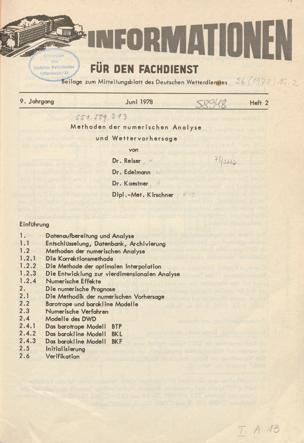 INFORMATIONEN
FÜR DEN FACHDIENST
Beilage zum Mitteilungsblatt des Deutschen Wetterdienstes
9. Jahrgang Juni 1978 Heft 2
551.509.313
Methoden der numerischen Analyse
und Wettervorhersage
von
Dr. Reiser
Dr. Edelmann
Dr. Kaestner
Dipl.-Met. Kirschner
Einführung
1. Datenaufbereitung und Analyse
1.1 Entschlüsselung, Datenbank, Archivierung
1.2 Methoden der numerischen Analyse
1.2.1 Die Korrektionsmethode
1.2.2 Die Methode der optimalen Interpolation
1.2.3 Die Entwicklung zur vierdimensionalen Analyse
1.2.4 Numerische Effekte
2. Die numerische Prognose
2.1 Die Methodik der numerischen Vorhersage
2.2 Barotrope und barokline Modelle
2.3 Numerische Verfahren
2.4 Modelle des DWD
2.4.1 Das barotrope Modell BTP
2.4.2 Das barokline Modell BKL
2.4.3 Das barokline Modell BKF
2.5 Initialisierung
2.6 Verifikation
I A 13